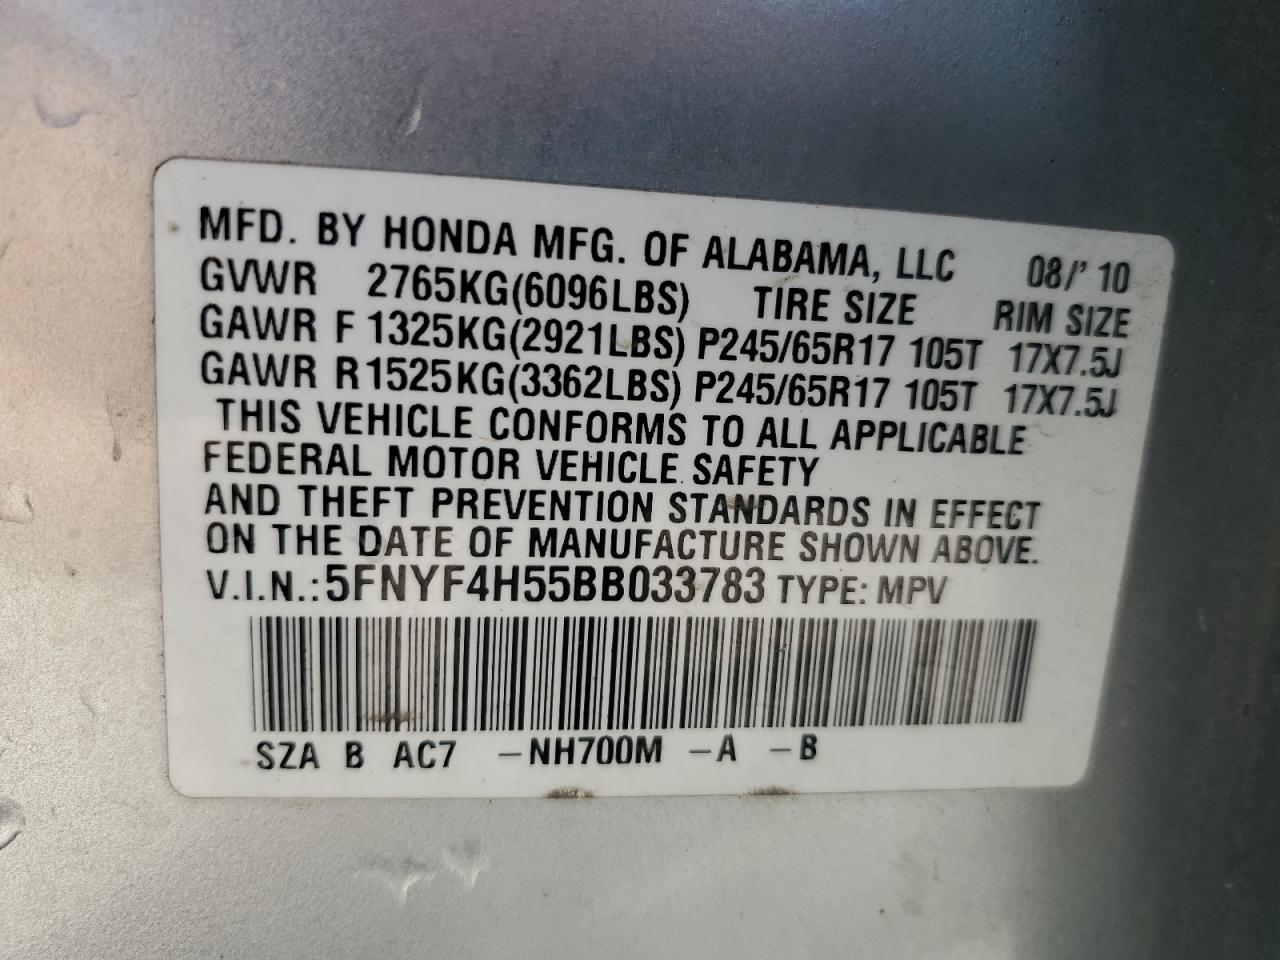 MFD. BY HONDA MFG. OF ALABAMA, LLC 08/' 10
GVWR 2765KG(6096LBS) TIRE SIZE RIM SIZE
GAWR F 1325KG(2921LBS) P245/65R17 105T 17X7.5J
GAWR R 1525KG(3362LBS) P245/65R17 105T 17X7.5J
THIS VEHICLE CONFORMS TO ALL APPLICABLE
FEDERAL MOTOR VEHICLE SAFETY
AND THEFT PREVENTION STANDARDS IN EFFECT
ON THE DATE OF MANUFACTURE SHOWN ABOVE.
V.I.N.: 5FNYF4H55BB033783 TYPE: MPV
SZA B AC7 -NH700M -A -B